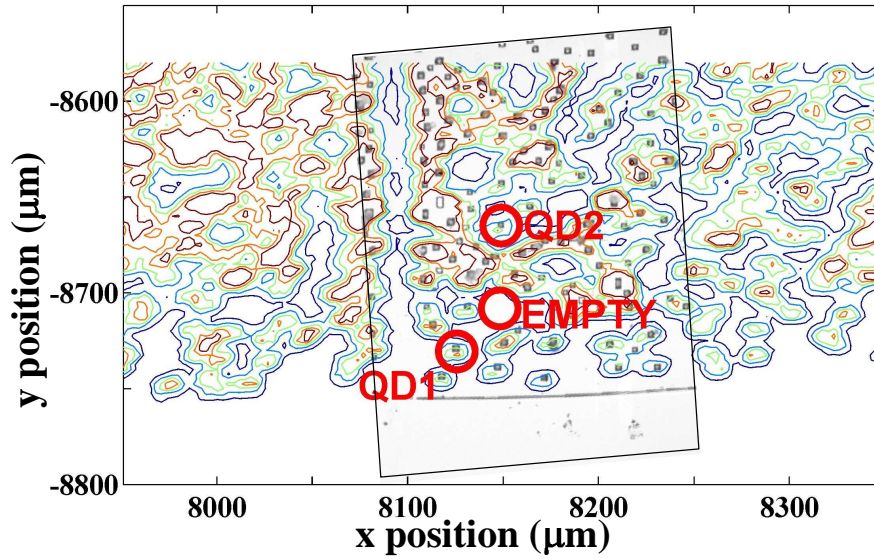 -8600
-8700
-8800
y position (μm)
QD2
EMPTY
QD1
8000 8100 8200 8300
x position (μm)